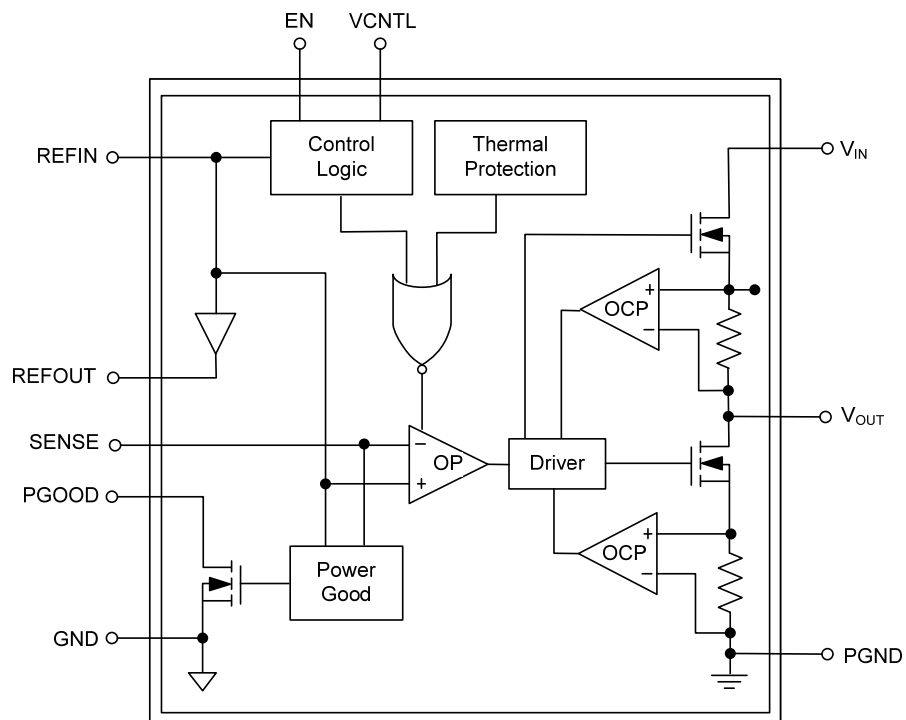 EN VCNTL
REFIN
Control
Logic
Thermal
Protection
VIN
+
OCP
−
REFOUT
VOUT
SENSE
−
OP
+
Driver
PGOOD
+
OCP
−
Power
Good
GND
PGND